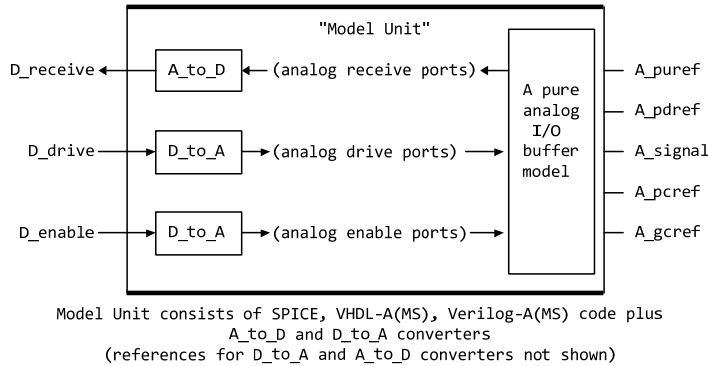 "Model Unit"
D_receive A_to_D (analog receive ports) A_puref
A pure
analog
I/O
buffer
model
A_pdref
D_drive D_to_A (analog drive ports) A_signal
A_pcref
D_enable D_to_A (analog enable ports) A_gcref
Model Unit consists of SPICE, VHDL-A(MS), Verilog-A(MS) code plus
A_to_D and D_to_A converters
(references for D_to_A and A_to_D converters not shown)